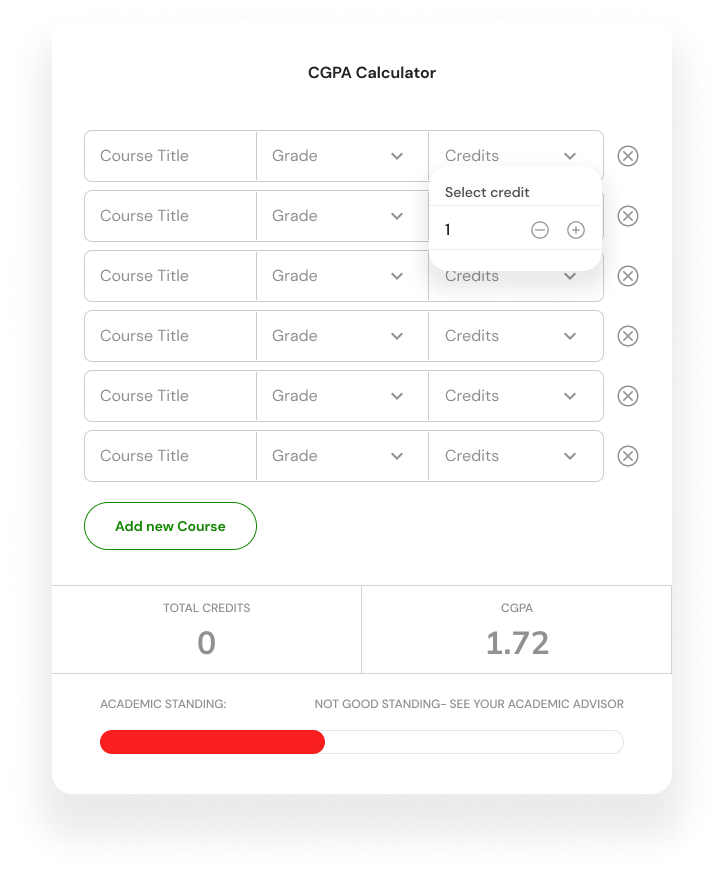 CGPA Calculator
Course Title Grade Credits
Select credit
Course Title Grade
1
Course Title Grade Credits
Course Title Grade Credits
Course Title Grade Credits
Course Title Grade Credits
Add new Course
TOTAL CREDITS CGPA
0 1.72
ACADEMIC STANDING: NOT GOOD STANDING- SEE YOUR ACADEMIC ADVISOR